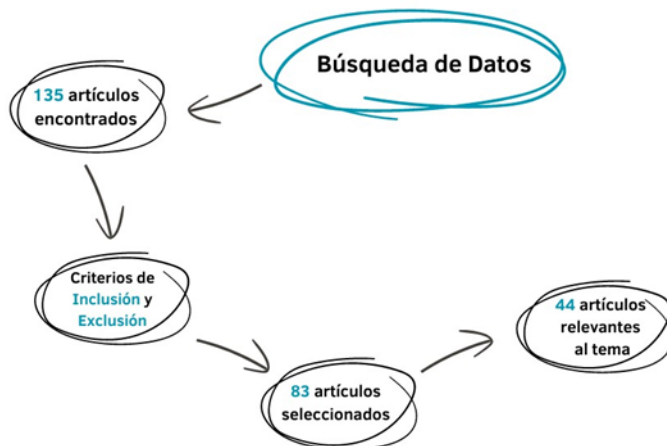 Búsqueda de Datos
135 artículos
encontrados
Criterios de
Inclusión y
Exclusión
83 artículos
seleccionados
44 artículos
relevantes
al tema